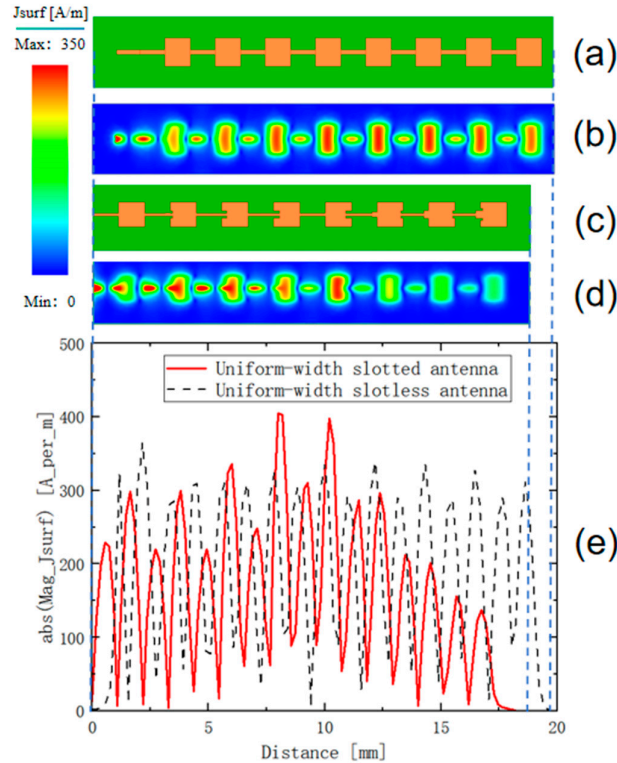 Jsurf [A/m]
Max: 350
Min: 0
(a)
(b)
(c)
(d)
500
400
300
200
100
0
abs(Mag_Jsurf) [A_per_m]
Uniform-width slotted antenna
Uniform-width slotless antenna
(e)
0
5
10
15
20
Distance [mm]